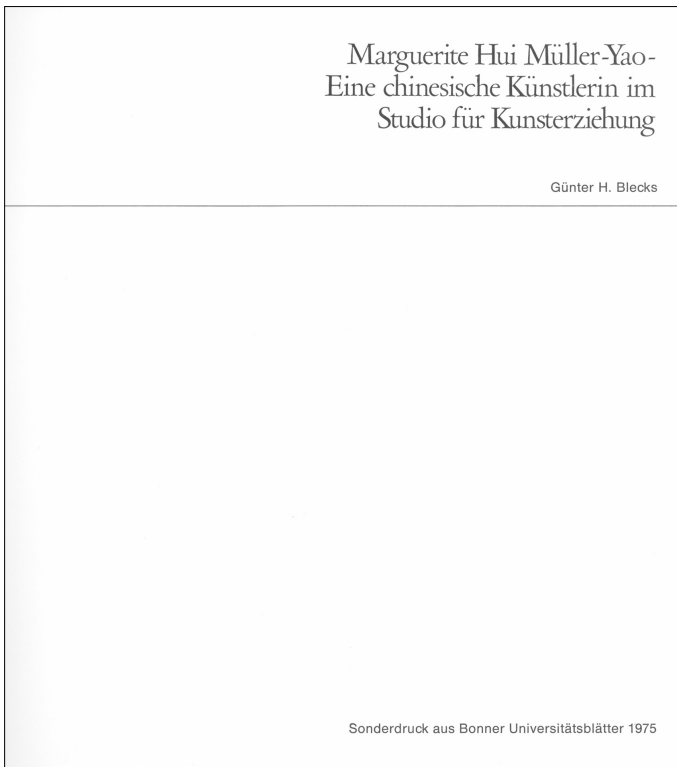 Marguerite Hui Müller-Yao-
Eine chinesische Künstlerin im
Studio für Kunsterziehung
Günter H. Blecks
Sonderdruck aus Bonner Universitätsblätter 1975